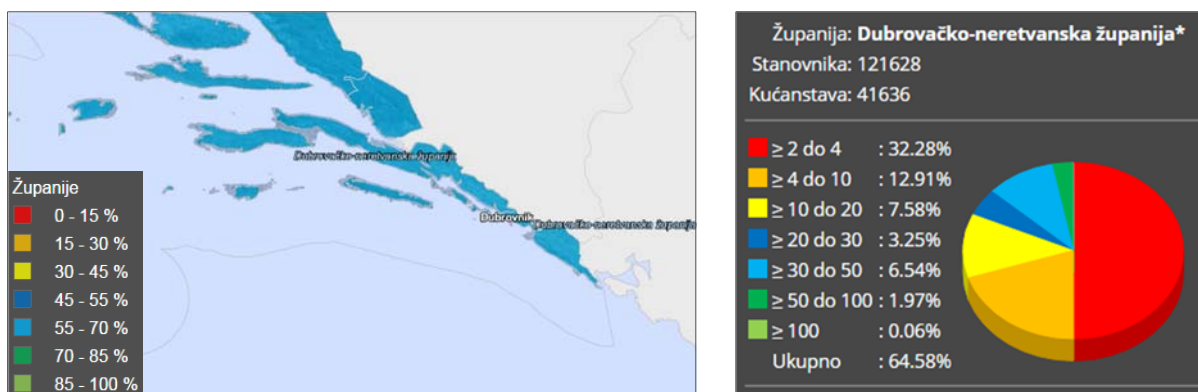 Dubrovačko-neretvanska županija
Dubrovnik
Dubrovačko-neretvanska županija
Županije
0 - 15 %
15 - 30 %
30 - 45 %
45 - 55 %
55 - 70 %
70 - 85 %
85 - 100 %
Županija: Dubrovačko-neretvanska županija*
Stanovnika: 121628
Kućanstava: 41636
≥ 2 do 4 : 32.28%
≥ 4 do 10 : 12.91%
≥ 10 do 20 : 7.58%
≥ 20 do 30 : 3.25%
≥ 30 do 50 : 6.54%
≥ 50 do 100 : 1.97%
≥ 100 : 0.06%
Ukupno : 64.58%